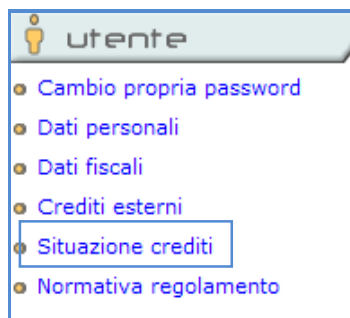 utente
Cambio propria password
Dati personali
Dati fiscali
Crediti esterni
Situazione crediti
Normativa regolamento